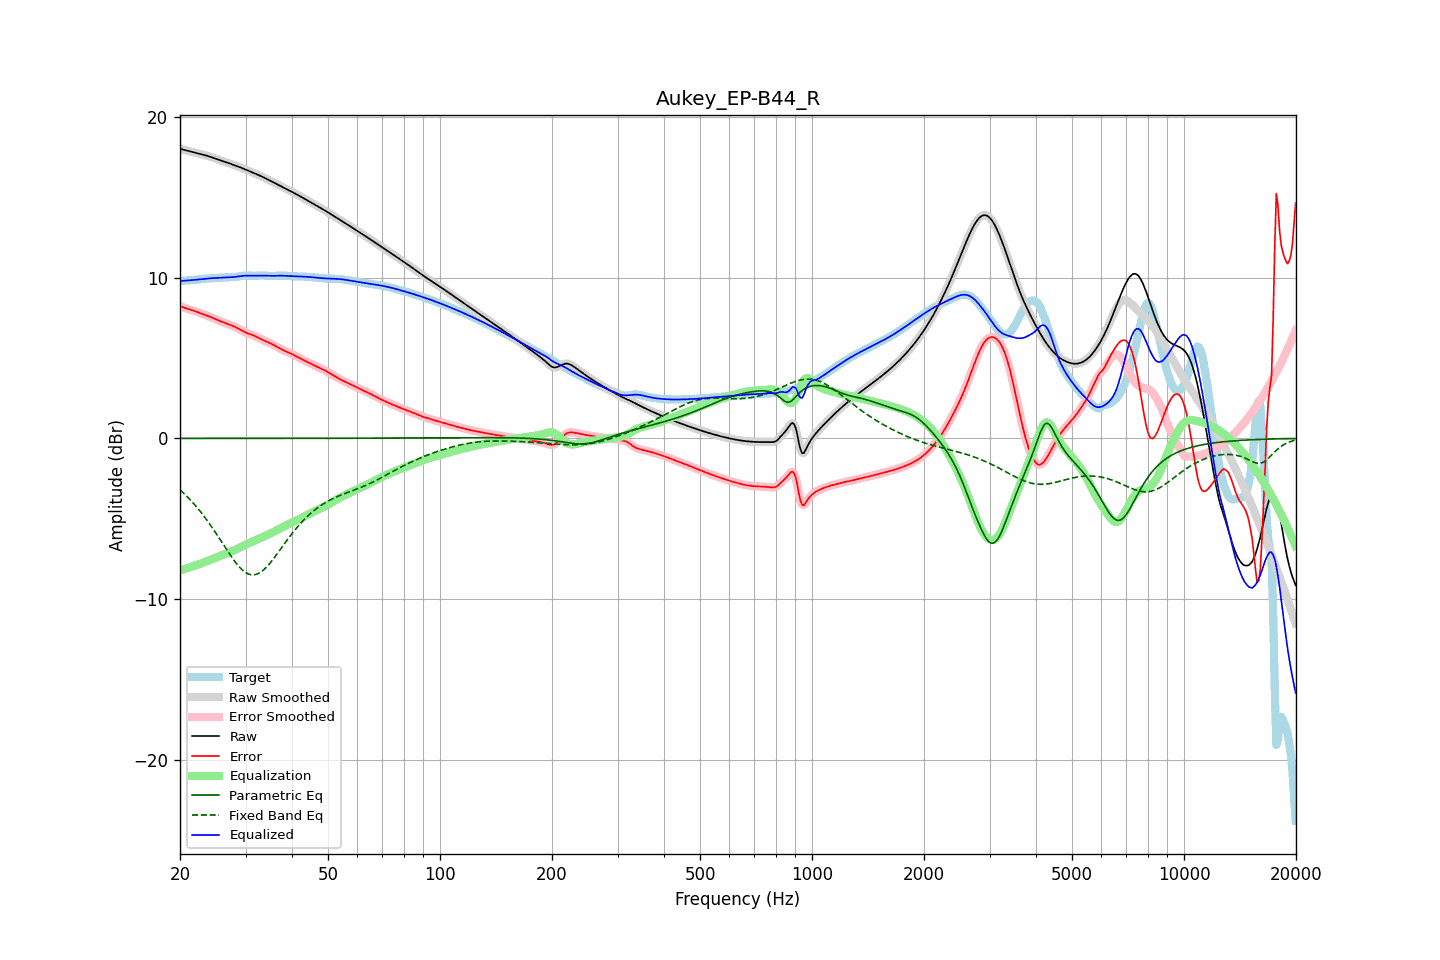 Aukey_EP-B44_R
20
10
0
−10
−20
Amplitude (dBr)
Target
Raw Smoothed
Error Smoothed
Raw
Error
Equalization
Parametric Eq
Fixed Band Eq
Equalized
20 50 100 200 500 1000 2000 5000 10000 20000
Frequency (Hz)